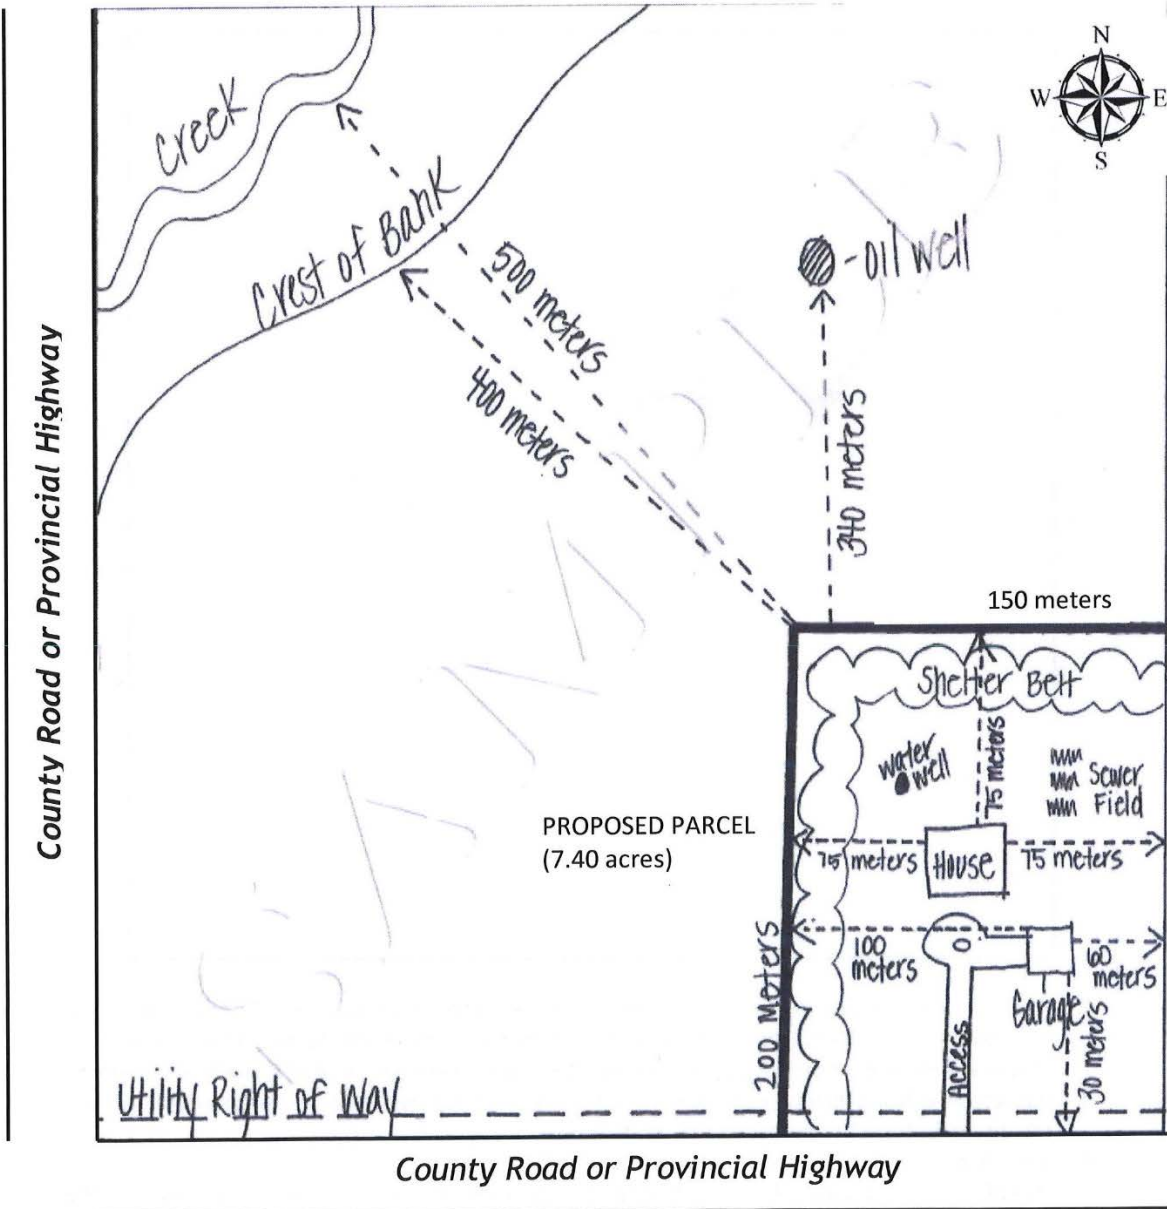 N
W E
S
Creek
Crest of Bank
500 meters
400 meters
-oil well
340 meters
150 meters
Shelter Belt
water
well
75 meters
Sewer
Field
PROPOSED PARCEL
(7.40 acres)
75 meters
House
75 meters
100
meters
60
meters
Garage
200 Meters
Access
30 meters
Utility Right of Way
County Road or Provincial Highway
County Road or Provincial Highway